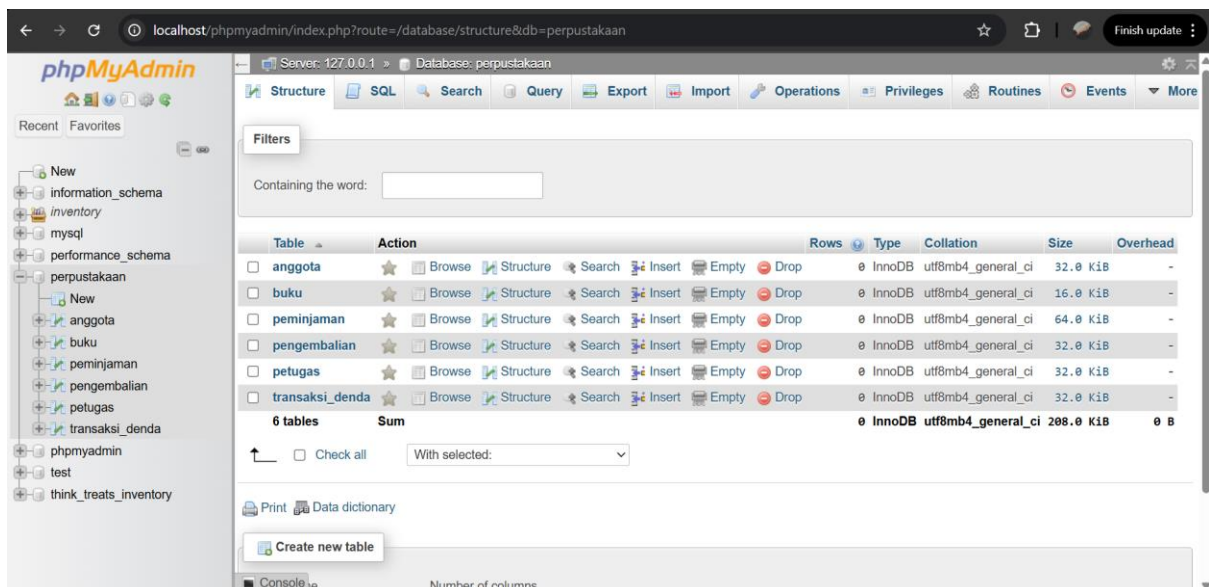 localhost/phpmyadmin/index.php?route=/database/structure&db=perpustakaan
Finish update
phpMyAdmin
Recent Favorites
New
information_schema
inventory
mysql
performance_schema
perpustakaan
New
anggota
buku
peminjaman
pengembalian
petugas
transaksi_denda
phpmyadmin
test
think_treats_inventory
Server: 127.0.0.1 » Database: perpustakaan
Structure SQL Search Query Export Import Operations Privileges Routines Events More
Filters
Containing the word:
Table Action Rows Type Collation Size Overhead
anggota Browse Structure Search Insert Empty Drop 0 InnoDB utf8mb4_general_ci 32.0 KiB -
buku Browse Structure Search Insert Empty Drop 0 InnoDB utf8mb4_general_ci 16.0 KiB -
peminjaman Browse Structure Search Insert Empty Drop 0 InnoDB utf8mb4_general_ci 64.0 KiB -
pengembalian Browse Structure Search Insert Empty Drop 0 InnoDB utf8mb4_general_ci 32.0 KiB -
petugas Browse Structure Search Insert Empty Drop 0 InnoDB utf8mb4_general_ci 32.0 KiB -
transaksi_denda Browse Structure Search Insert Empty Drop 0 InnoDB utf8mb4_general_ci 32.0 KiB -
6 tables Sum 0 InnoDB utf8mb4_general_ci 208.0 KiB 0 B
Check all With selected:
Print Data dictionary
Create new table
Console
Number of columns